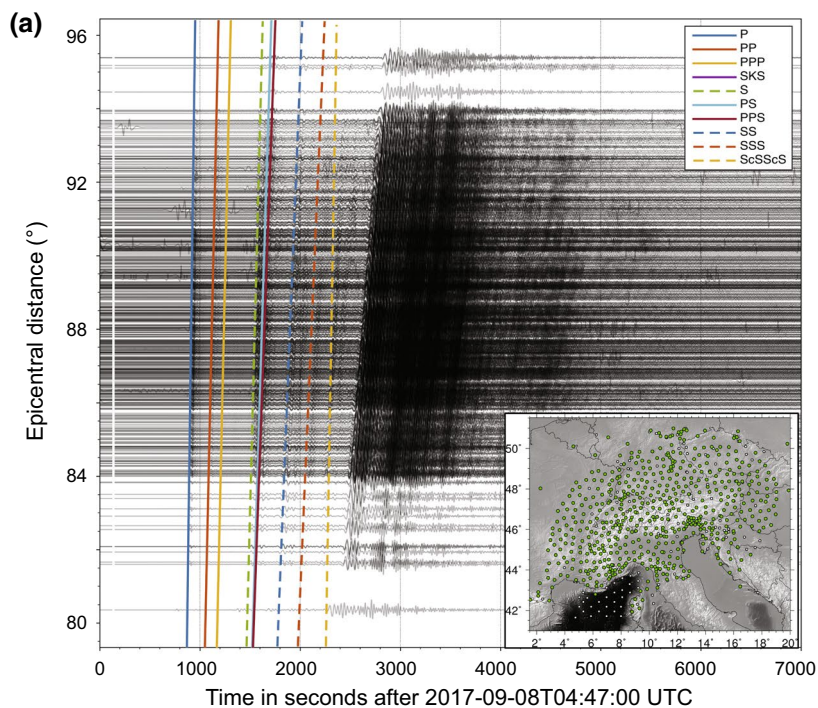 (a)
96
92
88
84
80
Epicentral distance (°)
P
PP
PPP
SKS
S
PS
PPS
SS
SSS
ScSScS
50°
48°
46°
44°
42°
2°
4°
6°
8°
10°
12°
14°
16°
18°
20°
0
1000
2000
3000
4000
5000
6000
7000
Time in seconds after 2017-09-08T04:47:00 UTC